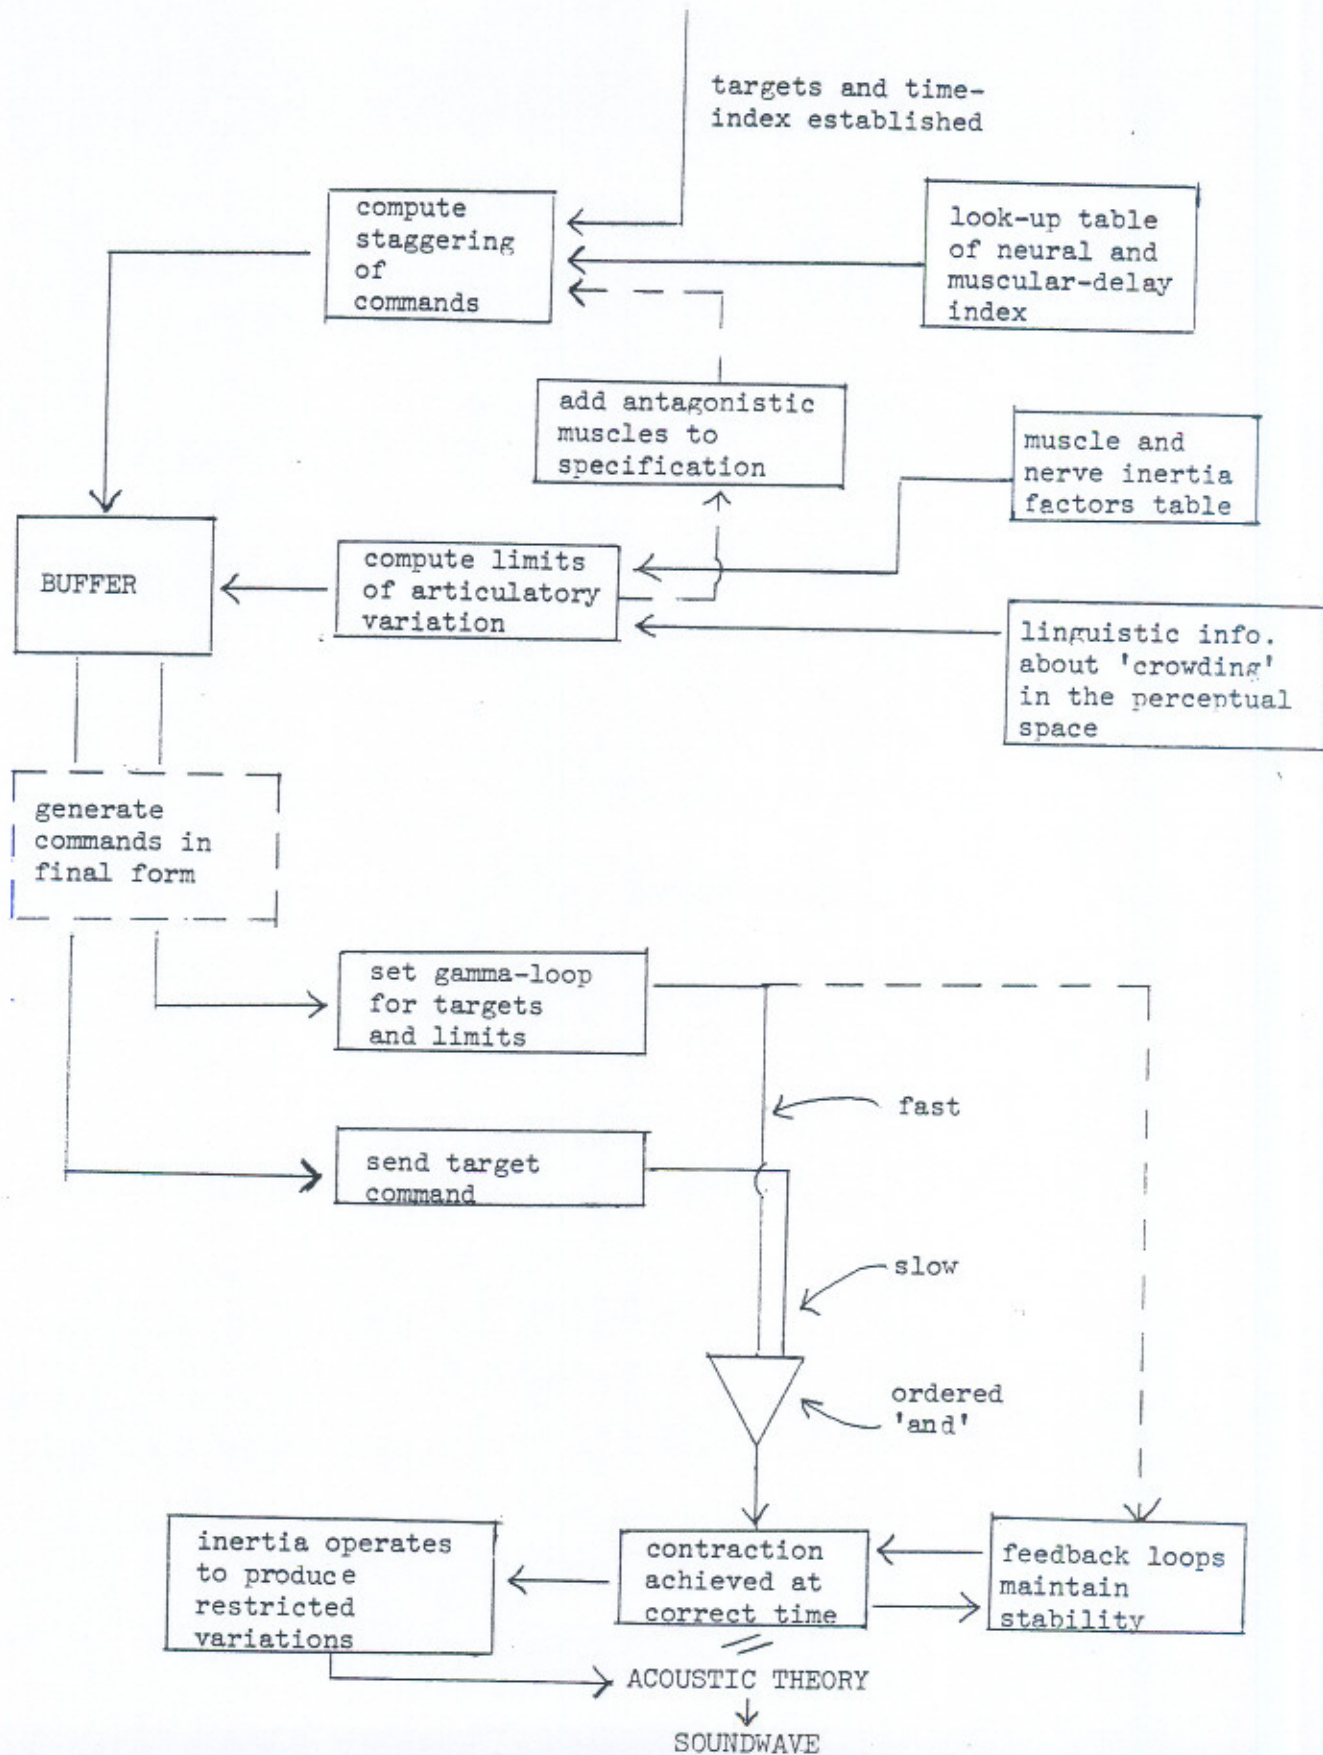 targets and time-
index established
compute
staggering
of
commands
look-up table
of neural and
muscular-delay
index
add antagonistic
muscles to
specification
muscle and
nerve inertia
factors table
BUFFER
compute limits
of articulatory
variation
linguistic info.
about 'crowding'
in the perceptual
space
generate
commands in
final form
set gamma-loop
for targets
and limits
fast
send target
command
slow
ordered
'and'
inertia operates
to produce
restricted
variations
contraction
achieved at
correct time
feedback loops
maintain
stability
ACOUSTIC THEORY
SOUNDWAVE